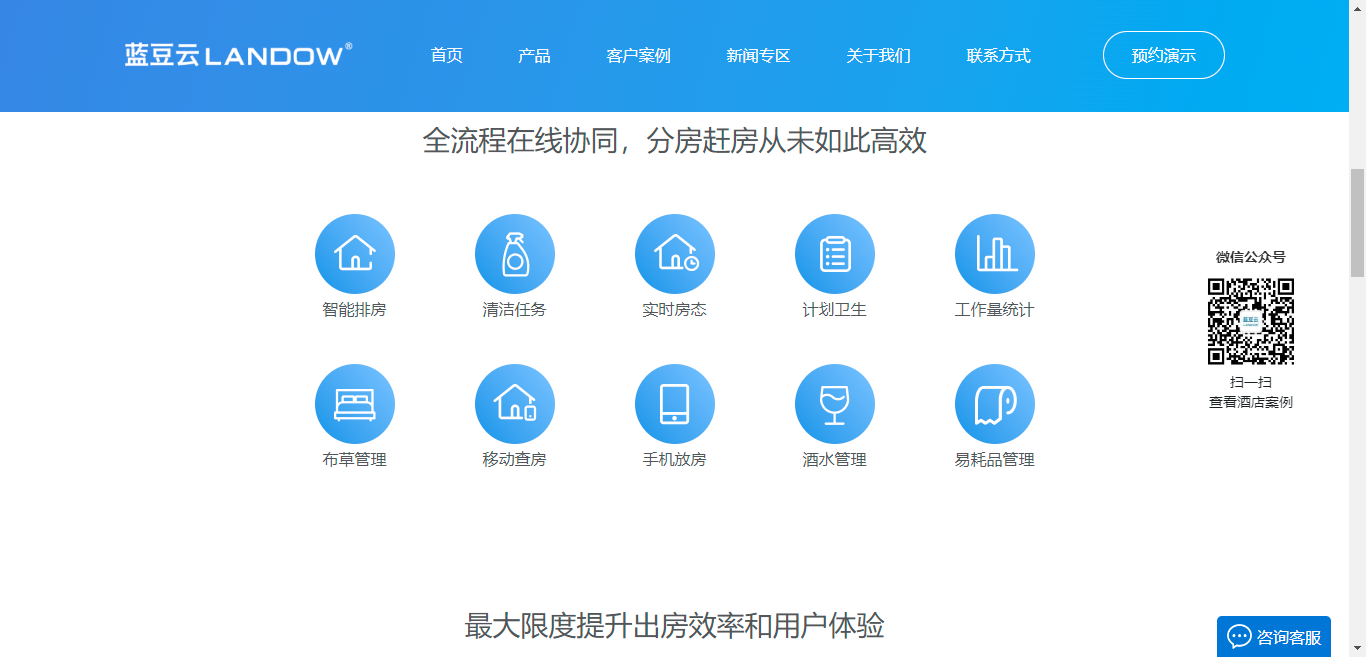 蓝豆云LANDOW®
首页 产品 客户案例 新闻专区 关于我们 联系方式 预约演示
全流程在线协同，分房赶房从未如此高效
智能排房 清洁任务 实时房态 计划卫生 工作量统计
布草管理 移动查房 手机放房 酒水管理 易耗品管理
微信公众号
蓝豆云
扫一扫
查看酒店案例
最大限度提升出房效率和用户体验
咨询客服